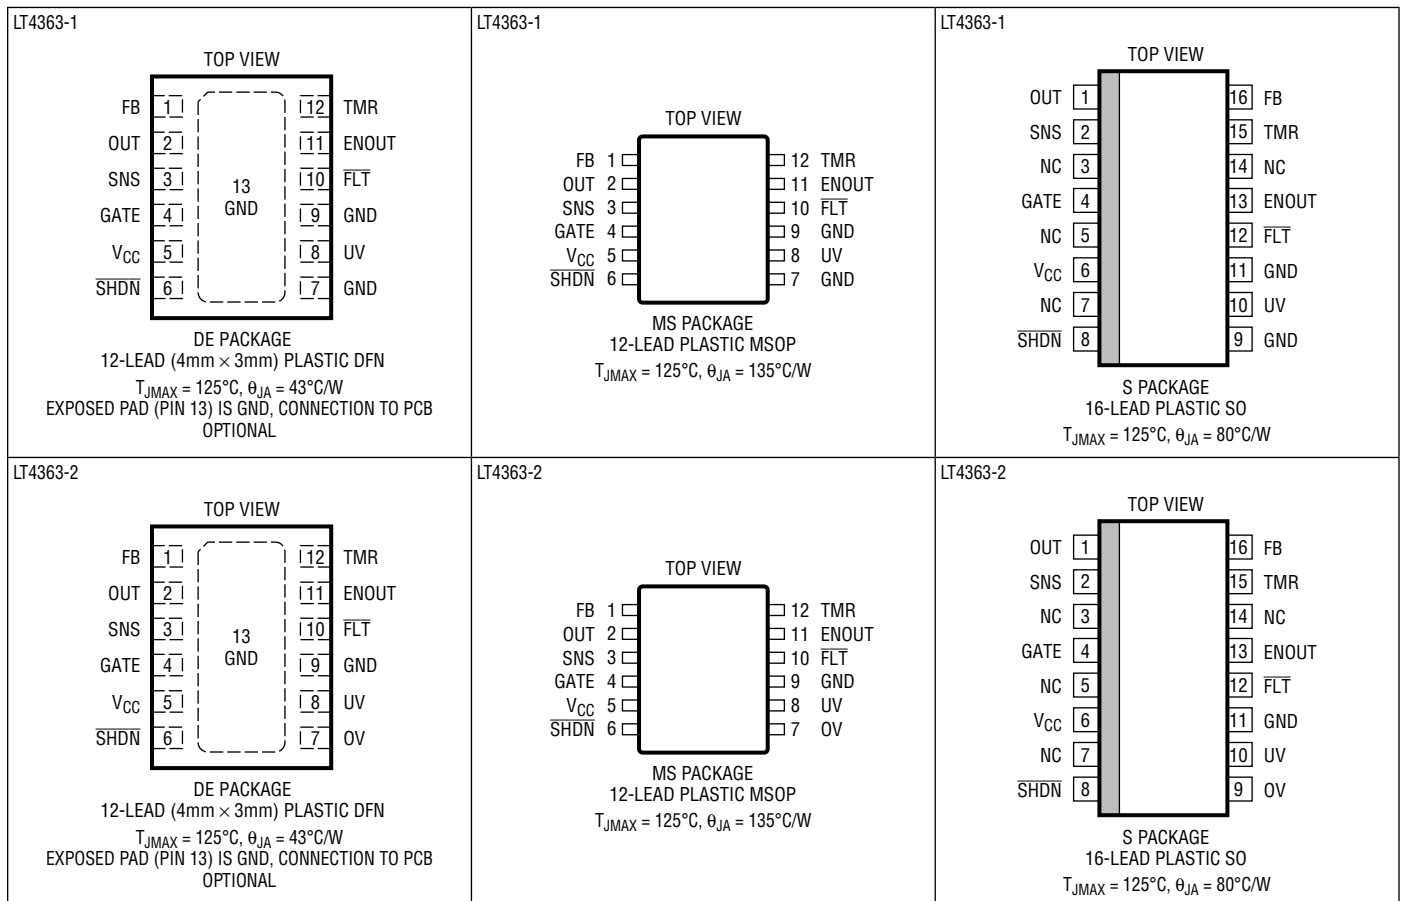 LT4363-1
TOP VIEW
FB 1 12 TMR
OUT 2 11 ENOUT
SNS 3 10 FLT
13
GND
GATE 4 9 GND
VCC 5 8 UV
SHDN 6 7 GND
DE PACKAGE
12-LEAD (4mm × 3mm) PLASTIC DFN
TJMAX = 125°C, θJA = 43°C/W
EXPOSED PAD (PIN 13) IS GND, CONNECTION TO PCB
OPTIONAL
LT4363-1
TOP VIEW
FB 1 12 TMR
OUT 2 11 ENOUT
SNS 3 10 FLT
GATE 4 9 GND
VCC 5 8 UV
SHDN 6 7 GND
MS PACKAGE
12-LEAD PLASTIC MSOP
TJMAX = 125°C, θJA = 135°C/W
LT4363-1
TOP VIEW
OUT 1 16 FB
SNS 2 15 TMR
NC 3 14 NC
GATE 4 13 ENOUT
NC 5 12 FLT
VCC 6 11 GND
NC 7 10 UV
SHDN 8 9 GND
S PACKAGE
16-LEAD PLASTIC SO
TJMAX = 125°C, θJA = 80°C/W
LT4363-2
TOP VIEW
FB 1 12 TMR
OUT 2 11 ENOUT
SNS 3 10 FLT
13
GND
GATE 4 9 GND
VCC 5 8 UV
SHDN 6 7 OV
DE PACKAGE
12-LEAD (4mm × 3mm) PLASTIC DFN
TJMAX = 125°C, θJA = 43°C/W
EXPOSED PAD (PIN 13) IS GND, CONNECTION TO PCB
OPTIONAL
LT4363-2
TOP VIEW
FB 1 12 TMR
OUT 2 11 ENOUT
SNS 3 10 FLT
GATE 4 9 GND
VCC 5 8 UV
SHDN 6 7 OV
MS PACKAGE
12-LEAD PLASTIC MSOP
TJMAX = 125°C, θJA = 135°C/W
LT4363-2
TOP VIEW
OUT 1 16 FB
SNS 2 15 TMR
NC 3 14 NC
GATE 4 13 ENOUT
NC 5 12 FLT
VCC 6 11 GND
NC 7 10 UV
SHDN 8 9 OV
S PACKAGE
16-LEAD PLASTIC SO
TJMAX = 125°C, θJA = 80°C/W